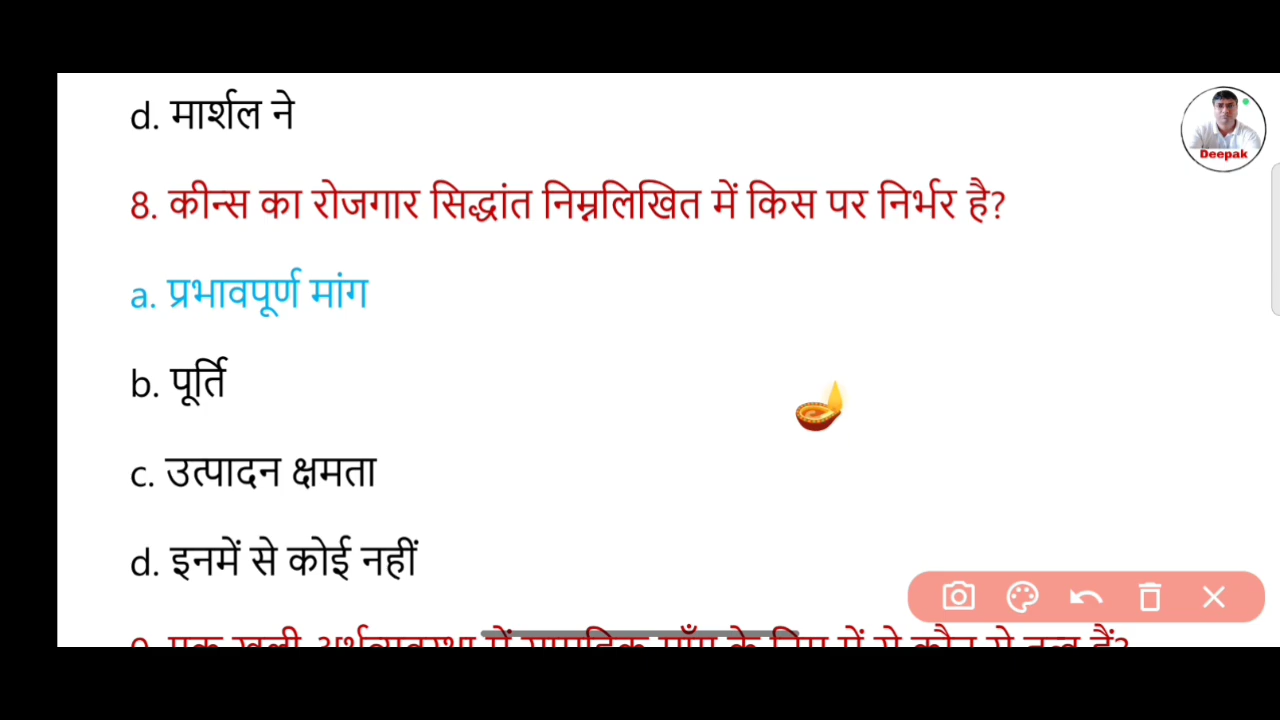 d. मार्शल ने
Deepak
8. कीन्स का रोजगार सिद्धांत निम्नलिखित में किस पर निर्भर है?
a. प्रभावपूर्ण मांग
b. पूर्ति
c. उत्पादन क्षमता
d. इनमें से कोई नहीं